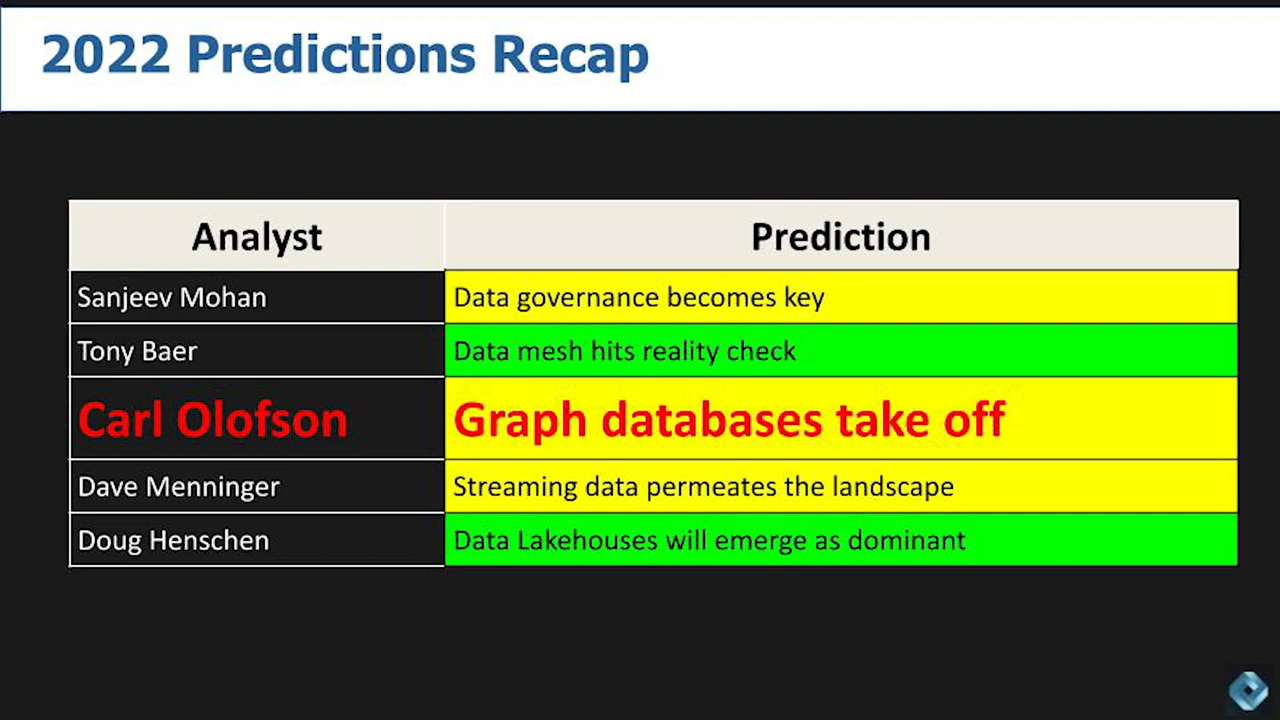 2022 Predictions Recap
Analyst Prediction
Sanjeev Mohan Data governance becomes key
Tony Baer Data mesh hits reality check
Carl Olofson Graph databases take off
Dave Menninger Streaming data permeates the landscape
Doug Henschen Data Lakehouses will emerge as dominant